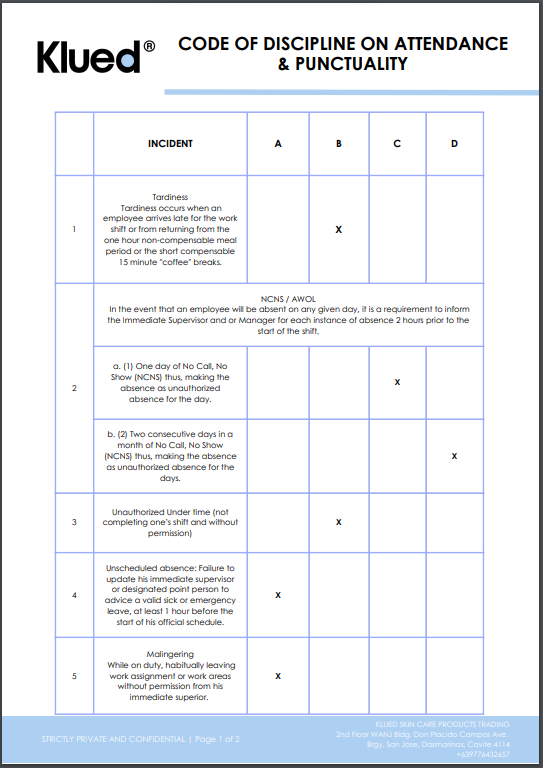 Klued®
CODE OF DISCIPLINE ON ATTENDANCE
& PUNCTUALITY
INCIDENT A B C D
1
Tardiness
Tardiness occurs when an
employee arrives late for the work
shift or from returning from the
one hour non-compensable meal
period or the short compensable
15 minute "coffee" breaks.
X
2
NCNS / AWOL
In the event that an employee will be absent on any given day, it is a requirement to inform
the Immediate Supervisor and or Manager for each instance of absence 2 hours prior to the
start of the shift.
a. (1) One day of No Call, No
Show (NCNS) thus, making the
absence as unauthorized
absence for the day.
X
b. (2) Two consecutive days in a
month of No Call, No Show
(NCNS) thus, making the absence
as unauthorized absence for the
days.
X
3
Unauthorized Under time (not
completing one's shift and without
permission)
X
4
Unscheduled absence: Failure to
update his immediate supervisor
or designated point person to
advice a valid sick or emergency
leave, at least 1 hour before the
start of his official schedule.
X
5
Malingering
While on duty, habitually leaving
work assignment or work areas
without permission from his
immediate superior.
X
STRICTLY PRIVATE AND CONFIDENTIAL | Page 1 of 2
KLUED SKIN CARE PRODUCTS TRADING
2nd Floor WANJ Bldg. Don Placido Campos Ave.
Brgy. San Jose, Dasmarinas, Cavite 4114
+639776432657